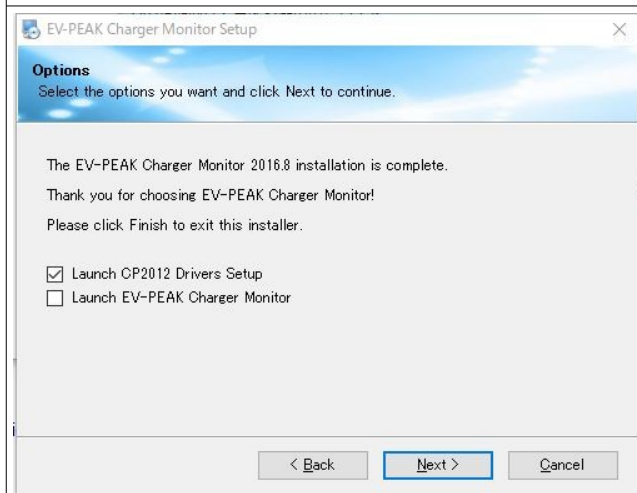 EV-PEAK Charger Monitor Setup
Options
Select the options you want and click Next to continue.
The EV-PEAK Charger Monitor 2016.8 installation is complete.
Thank you for choosing EV-PEAK Charger Monitor!
Please click Finish to exit this installer.
Launch CP2012 Drivers Setup
Launch EV-PEAK Charger Monitor
< Back Next > Cancel